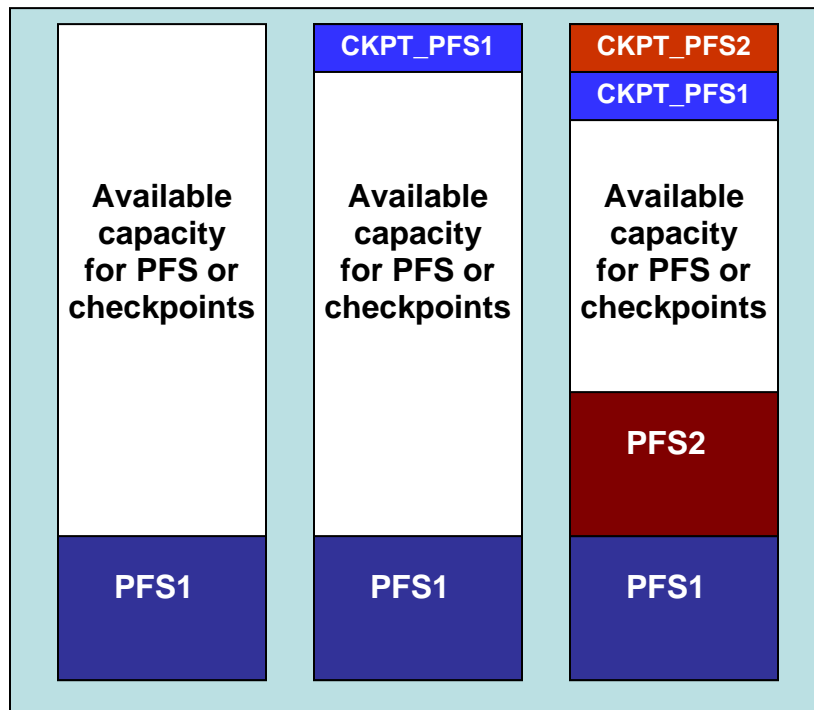 Available
capacity
for PFS or
checkpoints
PFS1
CKPT_PFS1
Available
capacity
for PFS or
checkpoints
PFS1
CKPT_PFS2
CKPT_PFS1
Available
capacity
for PFS or
checkpoints
PFS2
PFS1